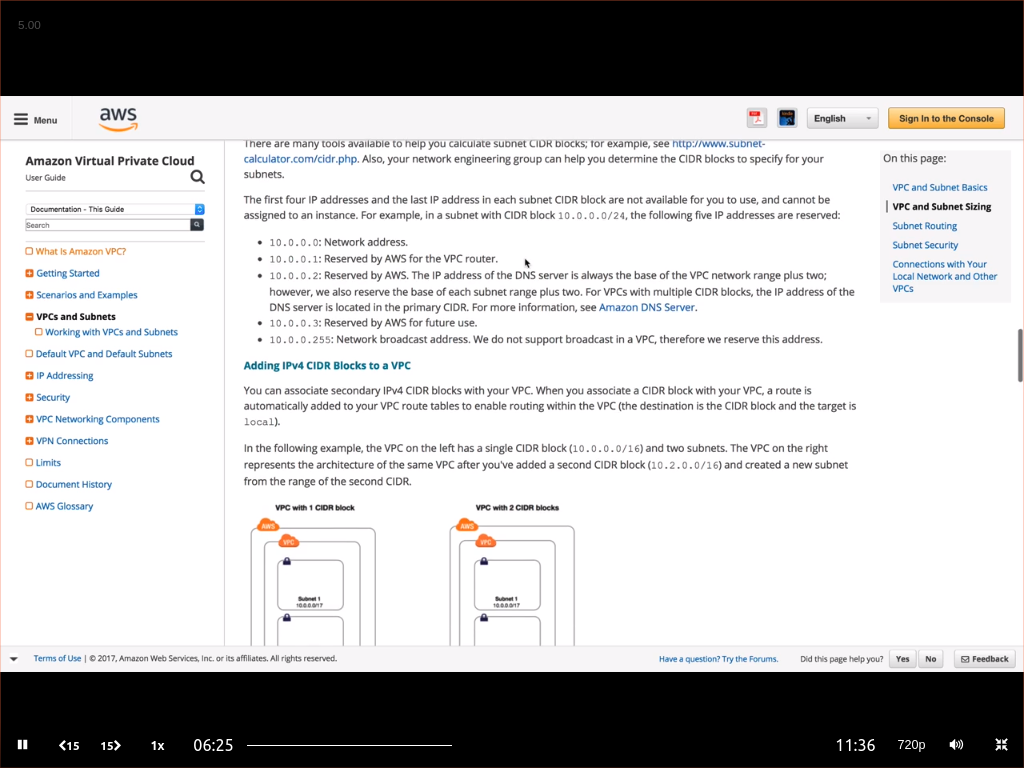 5.00
Menu
aws
English
Sign In to the Console
Amazon Virtual Private Cloud
User Guide
Documentation - This Guide
Search
What Is Amazon VPC?
Getting Started
Scenarios and Examples
VPCs and Subnets
Working with VPCs and Subnets
Default VPC and Default Subnets
IP Addressing
Security
VPC Networking Components
VPN Connections
Limits
Document History
AWS Glossary
There are many tools available to help you calculate subnet CIDR blocks; for example, see http://www.subnet-
calculator.com/cidr.php. Also, your network engineering group can help you determine the CIDR blocks to specify for your
subnets.
The first four IP addresses and the last IP address in each subnet CIDR block are not available for you to use, and cannot be
assigned to an instance. For example, in a subnet with CIDR block 10.0.0.0/24, the following five IP addresses are reserved:
• 10.0.0.0: Network address.
• 10.0.0.1: Reserved by AWS for the VPC router.
• 10.0.0.2: Reserved by AWS. The IP address of the DNS server is always the base of the VPC network range plus two;
however, we also reserve the base of each subnet range plus two. For VPCs with multiple CIDR blocks, the IP address of the
DNS server is located in the primary CIDR. For more information, see Amazon DNS Server.
• 10.0.0.3: Reserved by AWS for future use.
• 10.0.0.255: Network broadcast address. We do not support broadcast in a VPC, therefore we reserve this address.
Adding IPv4 CIDR Blocks to a VPC
You can associate secondary IPv4 CIDR blocks with your VPC. When you associate a CIDR block with your VPC, a route is
automatically added to your VPC route tables to enable routing within the VPC (the destination is the CIDR block and the target is
local).
In the following example, the VPC on the left has a single CIDR block (10.0.0.0/16) and two subnets. The VPC on the right
represents the architecture of the same VPC after you've added a second CIDR block (10.2.0.0/16) and created a new subnet
from the range of the second CIDR.
VPC with 1 CIDR block
AWS
VPC
Subnet 1
10.0.0.0/17
VPC with 2 CIDR blocks
AWS
VPC
Subnet 1
10.0.0.0/17
On this page:
VPC and Subnet Basics
VPC and Subnet Sizing
Subnet Routing
Subnet Security
Connections with Your
Local Network and Other
VPCs
Terms of Use | © 2017, Amazon Web Services, Inc. or its affiliates. All rights reserved.
Have a question? Try the Forums.
Did this page help you?
Yes
No
Feedback
15
15
1x
06:25
11:36
720p